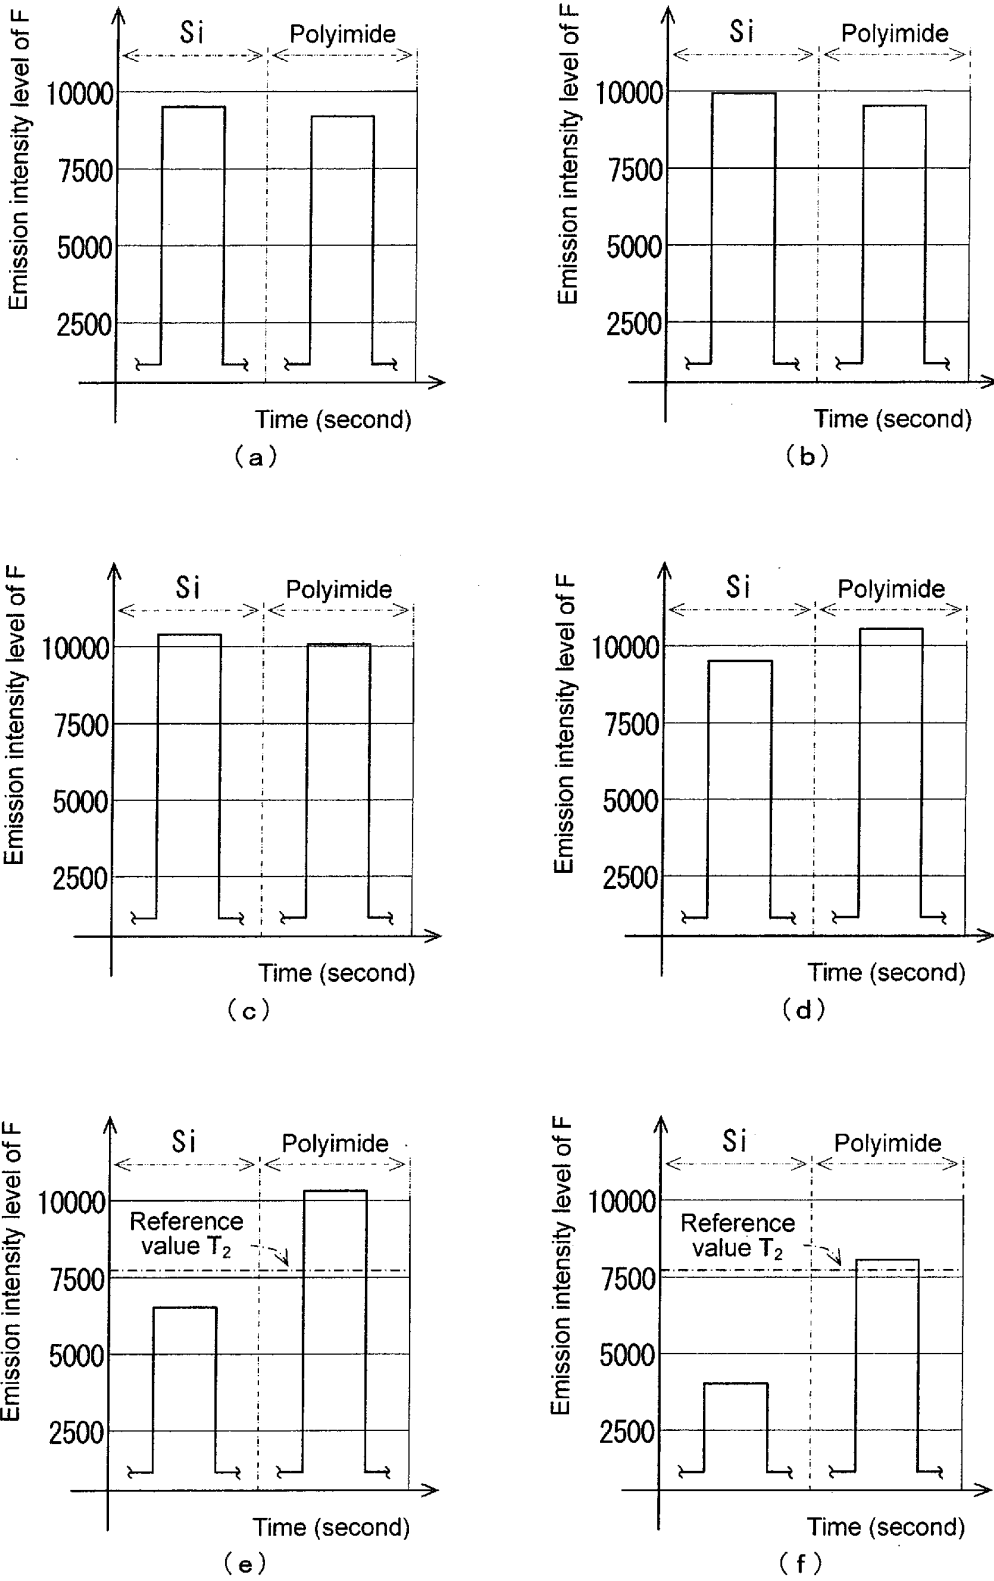 Emission intensity level of F
Si
Polyimide
10000
7500
5000
2500
Time (second)
(a)
Emission intensity level of F
Si
Polyimide
10000
7500
5000
2500
Time (second)
(b)
Emission intensity level of F
Si
Polyimide
10000
7500
5000
2500
Time (second)
(c)
Emission intensity level of F
Si
Polyimide
10000
7500
5000
2500
Time (second)
(d)
Emission intensity level of F
Si
Polyimide
10000
Reference
value T2
7500
5000
2500
Time (second)
(e)
Emission intensity level of F
Si
Polyimide
10000
Reference
value T2
7500
5000
2500
Time (second)
(f)